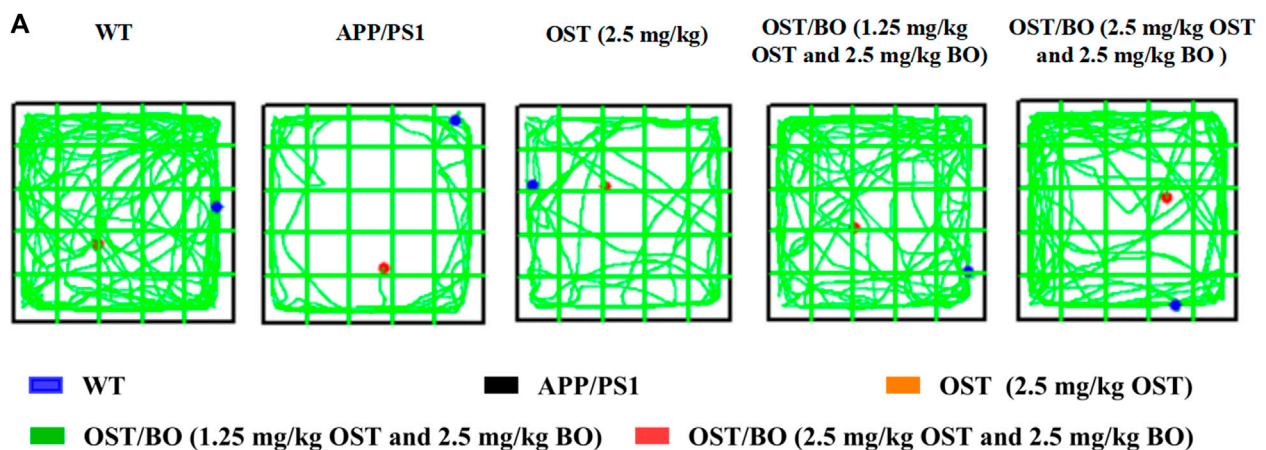 A
WT
APP/PS1
OST (2.5 mg/kg)
OST/BO (1.25 mg/kg
OST and 2.5 mg/kg BO)
OST/BO (2.5 mg/kg OST
and 2.5 mg/kg BO )
WT
APP/PS1
OST (2.5 mg/kg OST)
OST/BO (1.25 mg/kg OST and 2.5 mg/kg BO)
OST/BO (2.5 mg/kg OST and 2.5 mg/kg BO)